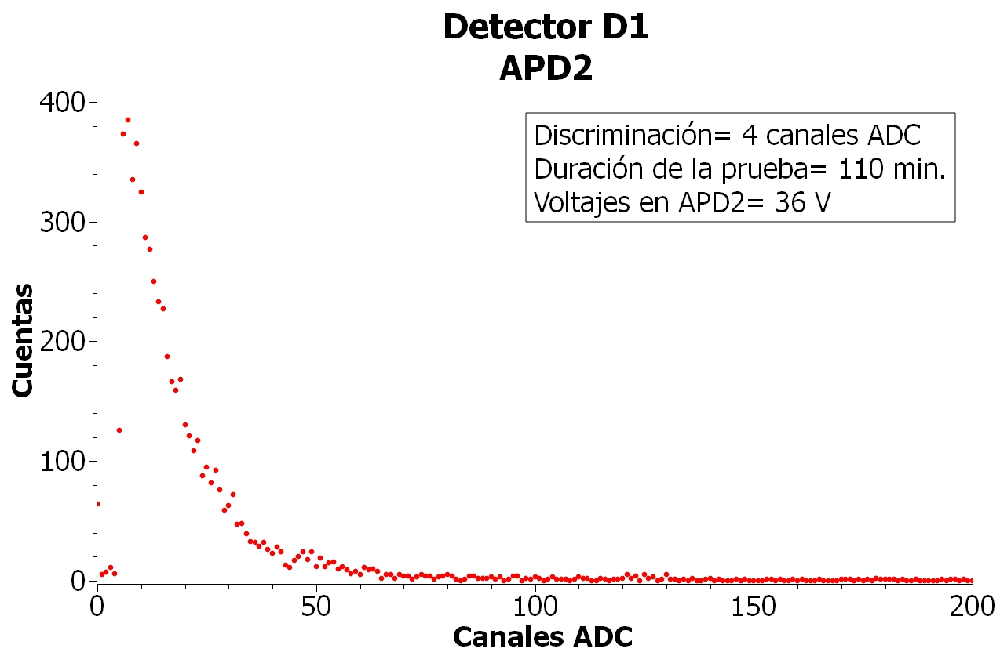 Detector D1
APD2
400
Discriminación= 4 canales ADC
Duración de la prueba= 110 min.
Voltajes en APD2= 36 V
300
Cuentas
200
100
0
0 50 100 150 200
Canales ADC